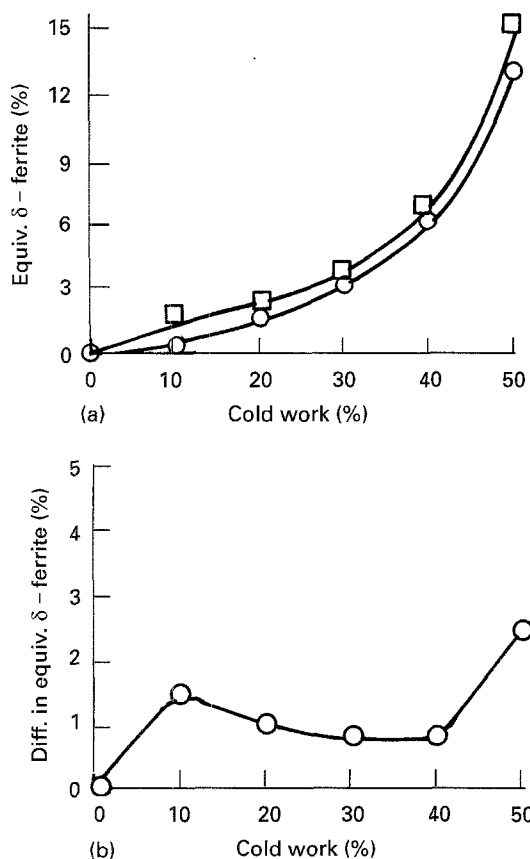 15
12
9
6
3
0
Equiv. δ – ferrite (%)
0 10 20 30 40 50
(a) Cold work (%)
5
4
3
2
1
0
Diff. in equiv. δ – ferrite (%)
0 10 20 30 40 50
(b) Cold work (%)